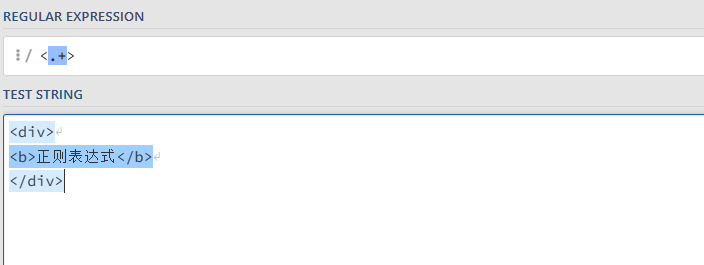 REGULAR EXPRESSION
⋮/ <.+>
TEST STRING
<div>↵
<b>正则表达式</b>↵
</div>